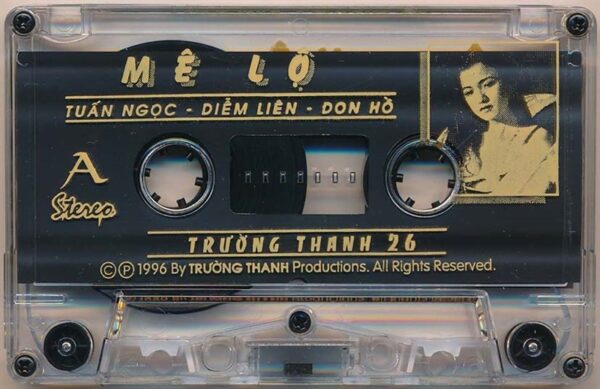 MÊ LỘ
TUẤN NGỌC - DIỄM LIÊN - DON HỒ
A
Stereo
TRƯỜNG THANH 26
©Ⓟ 1996 By TRƯỜNG THANH Productions. All Rights Reserved.